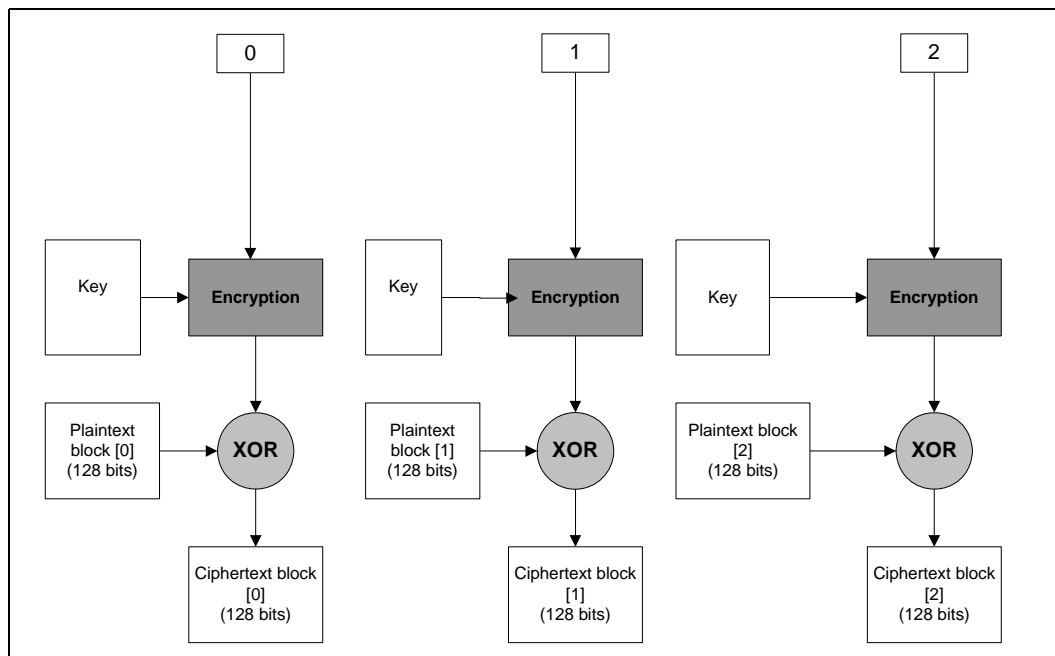 0
1
2
Key
Encryption
Key
Encryption
Key
Encryption
Plaintext
block [0]
(128 bits)
XOR
Plaintext
block [1]
(128 bits)
XOR
Plaintext block
[2]
(128 bits)
XOR
Ciphertext block
[0]
(128 bits)
Ciphertext block
[1]
(128 bits)
Ciphertext block
[2]
(128 bits)